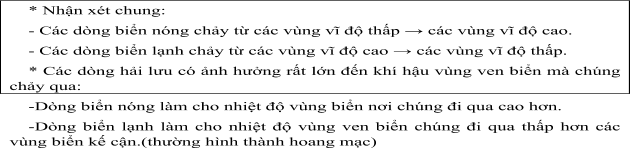 * Nhận xét chung:
- Các dòng biển nóng chảy từ các vùng vĩ độ thấp → các vùng vĩ độ cao.
- Các dòng biển lạnh chảy từ các vùng vĩ độ cao → các vùng vĩ độ thấp.
* Các dòng hải lưu có ảnh hưởng rất lớn đến khí hậu vùng ven biển mà chúng
chảy qua:
-Dòng biển nóng làm cho nhiệt độ vùng biển nơi chúng đi qua cao hơn.
-Dòng biển lạnh làm cho nhiệt độ vùng ven biển chúng đi qua thấp hơn các
vùng biển kế cận.(thường hình thành hoang mạc)